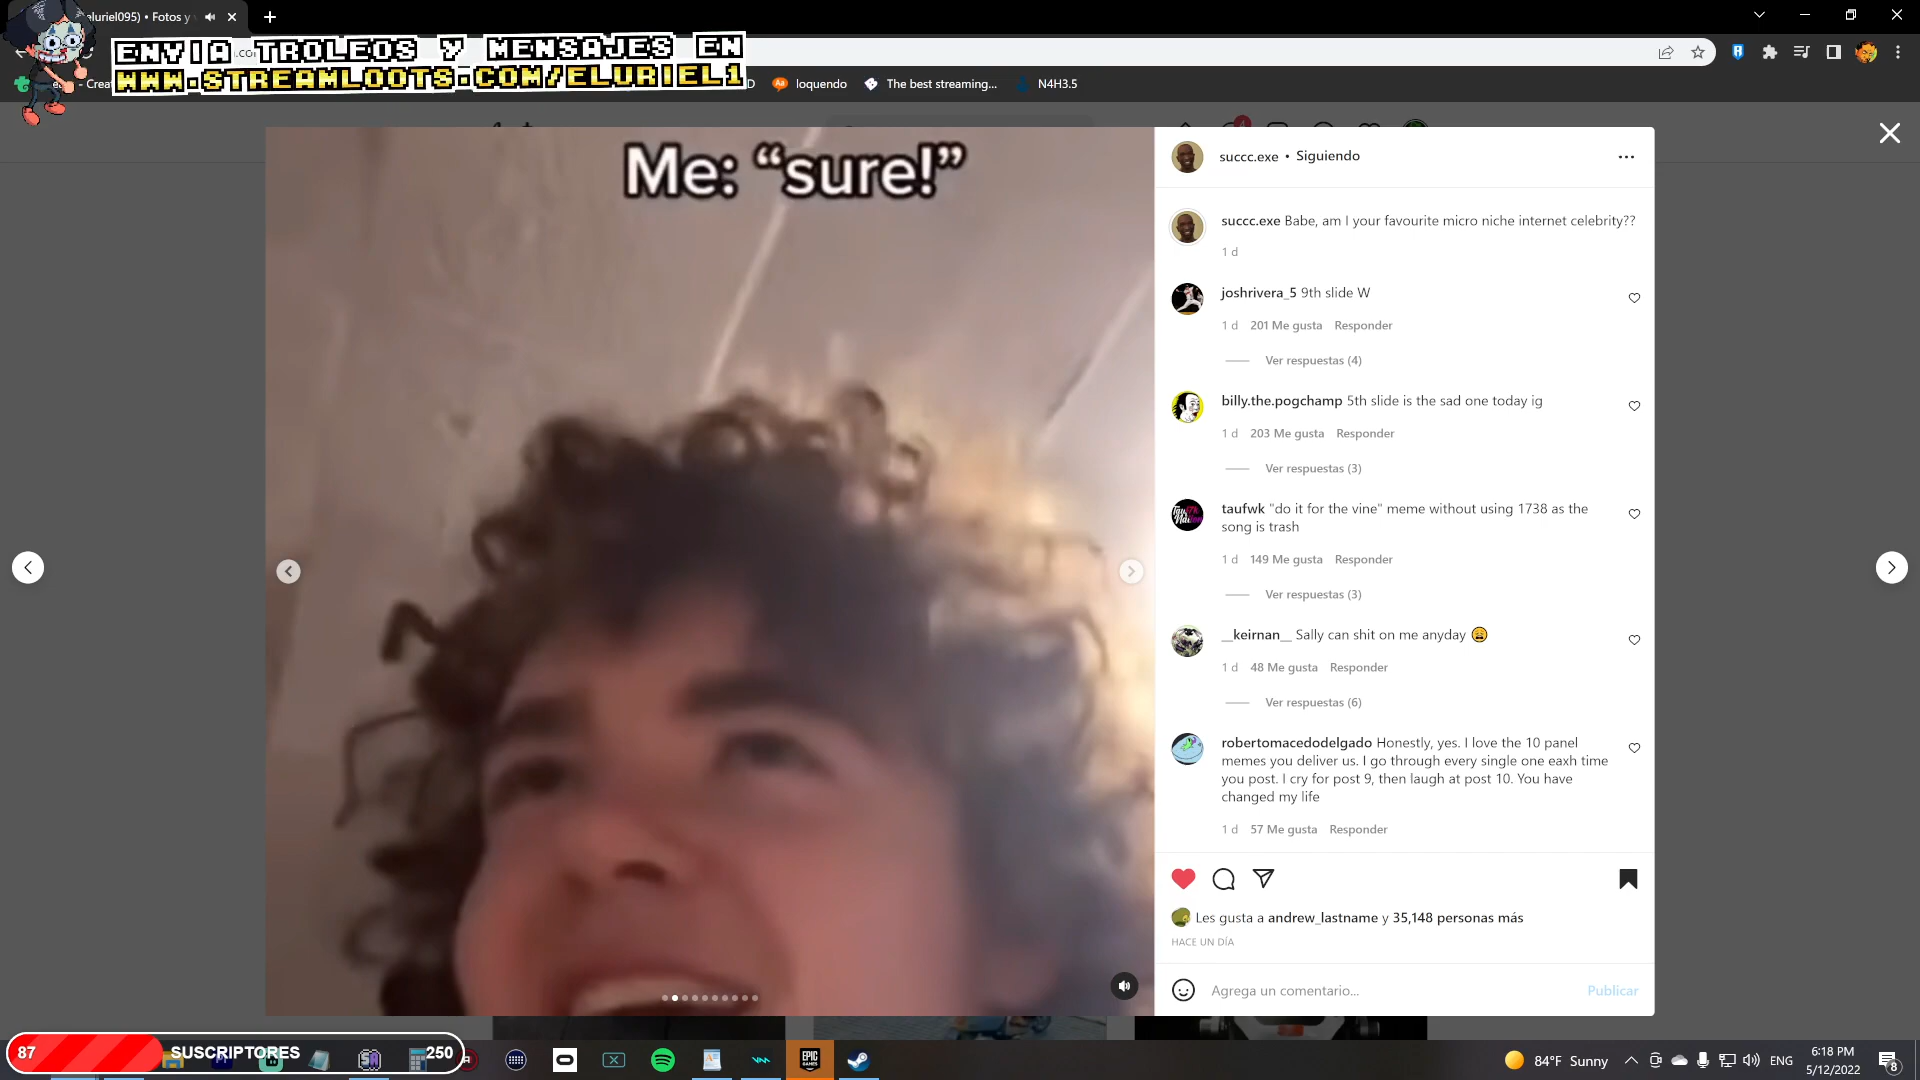 eluriel095) • Fotos y
ENVIA TROLEOS Y MENSAJES EN
WWW.STREAMLOOTS.COM/ELURIEL1
.co
- Creat
D
loquendo
The best streaming...
N4H3.5
4
Me: “sure!”
succc.exe • Siguiendo
succc.exe Babe, am I your favourite micro niche internet celebrity??
1 d
joshrivera_5 9th slide W
1 d 201 Me gusta Responder
Ver respuestas (4)
billy.the.pogchamp 5th slide is the sad one today ig
1 d 203 Me gusta Responder
Ver respuestas (3)
taufwk "do it for the vine" meme without using 1738 as the
song is trash
1 d 149 Me gusta Responder
Ver respuestas (3)
__keirnan__ Sally can shit on me anyday 😩
1 d 48 Me gusta Responder
Ver respuestas (6)
robertomacedodelgado Honestly, yes. I love the 10 panel
memes you deliver us. I go through every single one eaxh time
you post. I cry for post 9, then laugh at post 10. You have
changed my life
1 d 57 Me gusta Responder
Les gusta a andrew_lastname y 35,148 personas más
HACE UN DÍA
Agrega un comentario...
Publicar
87 SUSCRIPTORES 250
EPIC
GAMES
84°F Sunny
ENG
6:18 PM
5/12/2022
8